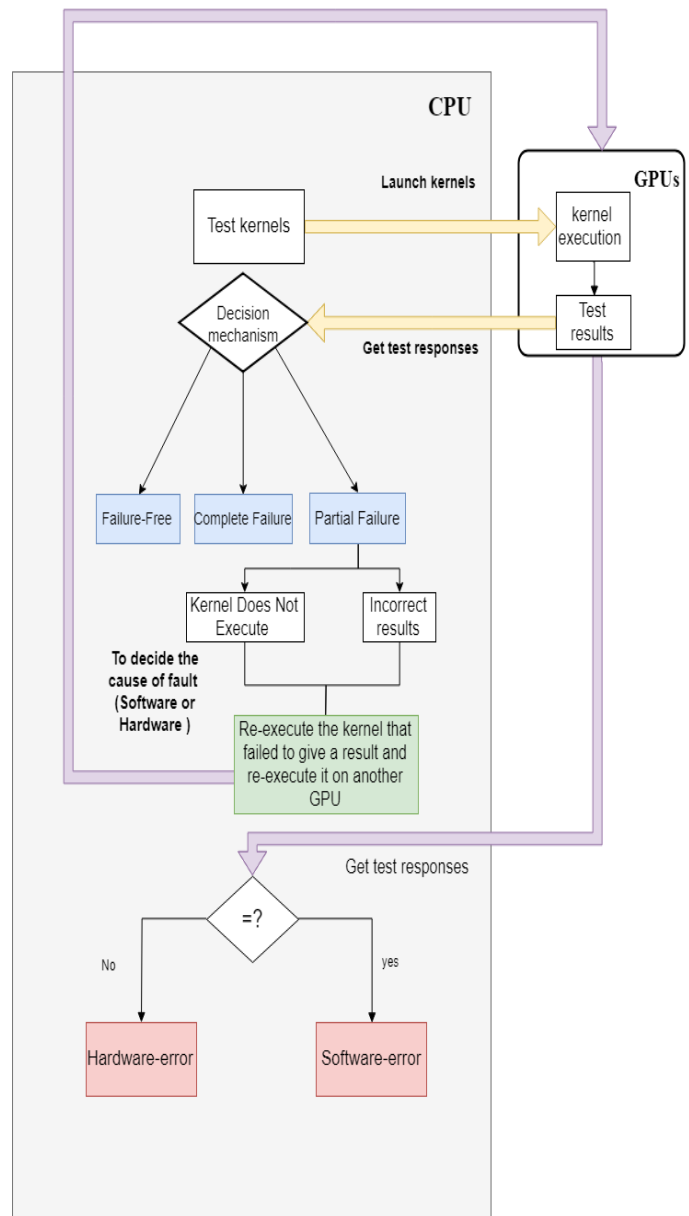 CPU
GPUs
Launch kernels
Test kernels
kernel
execution
Decision
mechanism
Test
results
Get test responses
Failure-Free
Complete Failure
Partial Failure
Kernel Does Not
Execute
Incorrect
results
To decide the
cause of fault
(Software or
Hardware )
Re-execute the kernel that
failed to give a result and
re-execute it on another
GPU
Get test responses
=?
No
yes
Hardware-error
Software-error